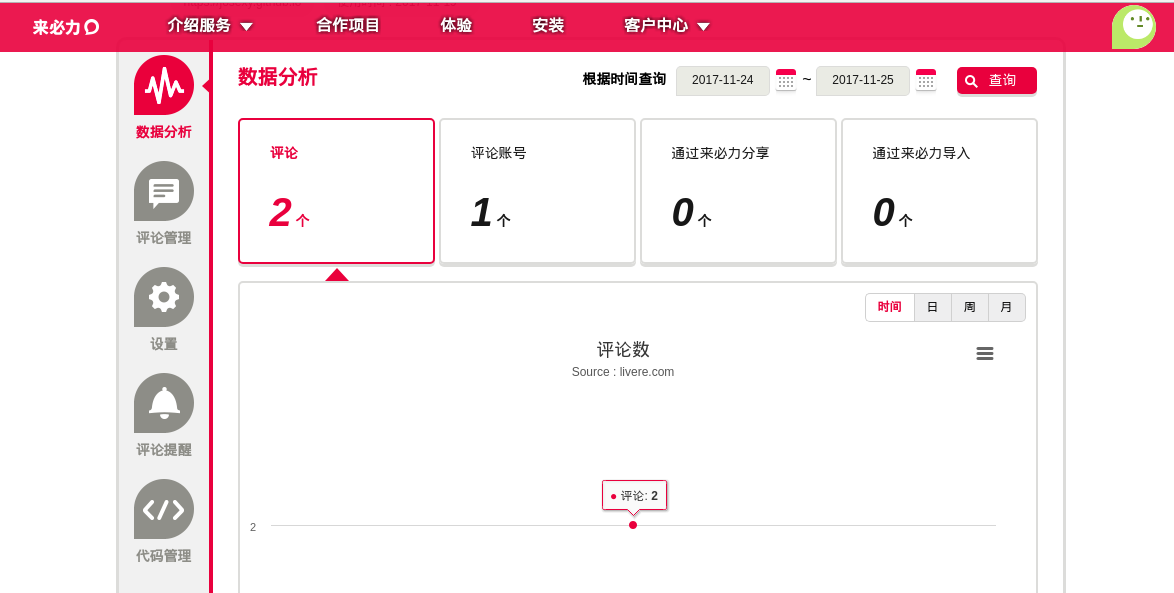 来必力
介绍服务
合作项目
体验
安装
客户中心
数据分析
评论管理
设置
评论提醒
代码管理
数据分析
根据时间查询
2017-11-24
~
2017-11-25
查询
评论
2 个
评论账号
1 个
通过来必力分享
0 个
通过来必力导入
0 个
时间
日
周
月
评论数
Source : livere.com
评论: 2
2